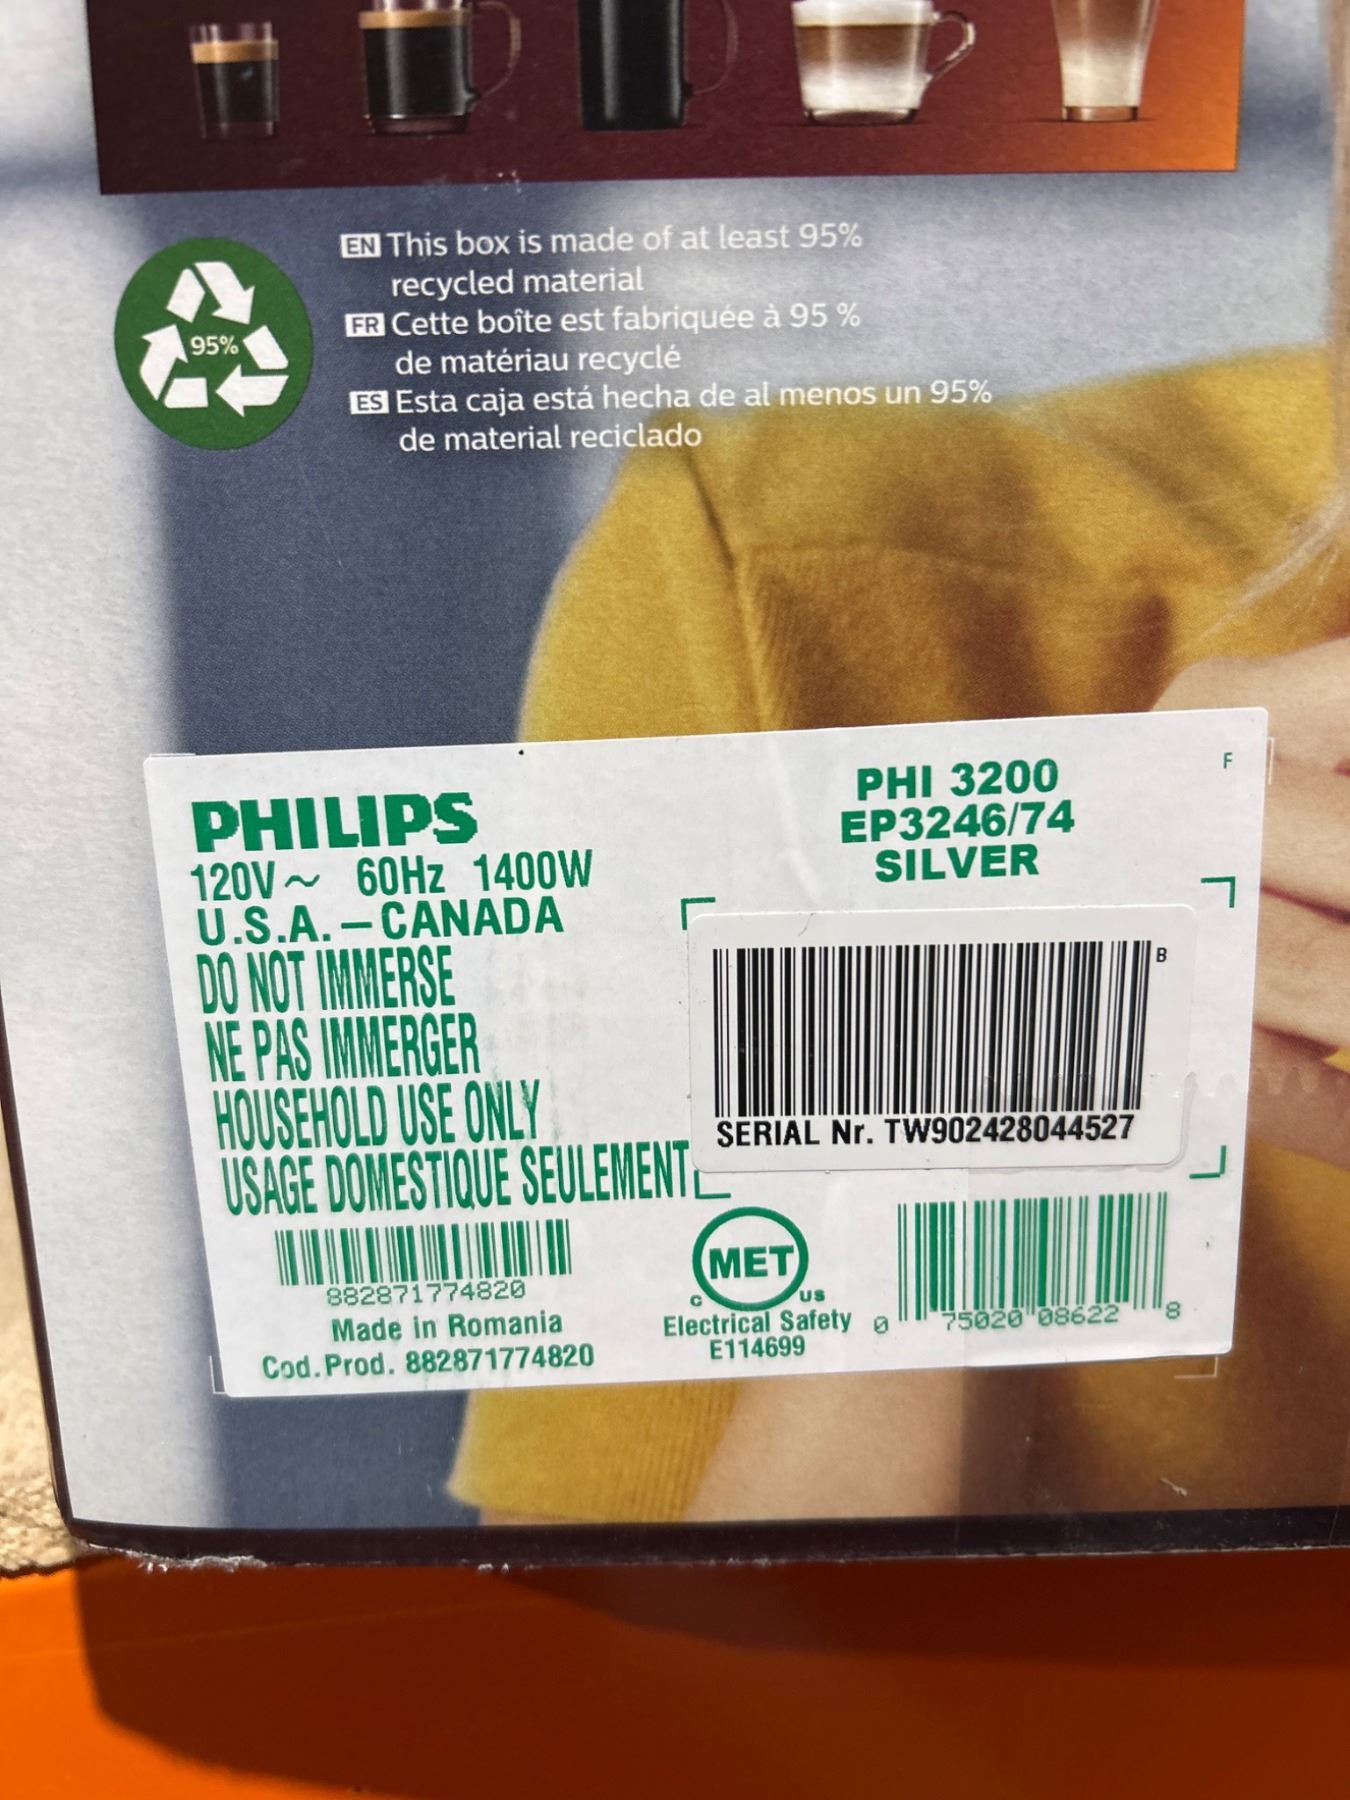 95%
EN This box is made of at least 95%
recycled material
FR Cette boîte est fabriquée à 95 %
de matériau recyclé
ES Esta caja está hecha de al menos un 95%
de material reciclado
PHILIPS
120V~ 60Hz 1400W
U.S.A. – CANADA
DO NOT IMMERSE
NE PAS IMMERGER
HOUSEHOLD USE ONLY
USAGE DOMESTIQUE SEULEMENT
882871774820
Made in Romania
Cod.Prod. 882871774820
PHI 3200
EP3246/74
SILVER
F
B
SERIAL Nr. TW902428044527
MET
C US
Electrical Safety
E114699
0 75020 08622 8